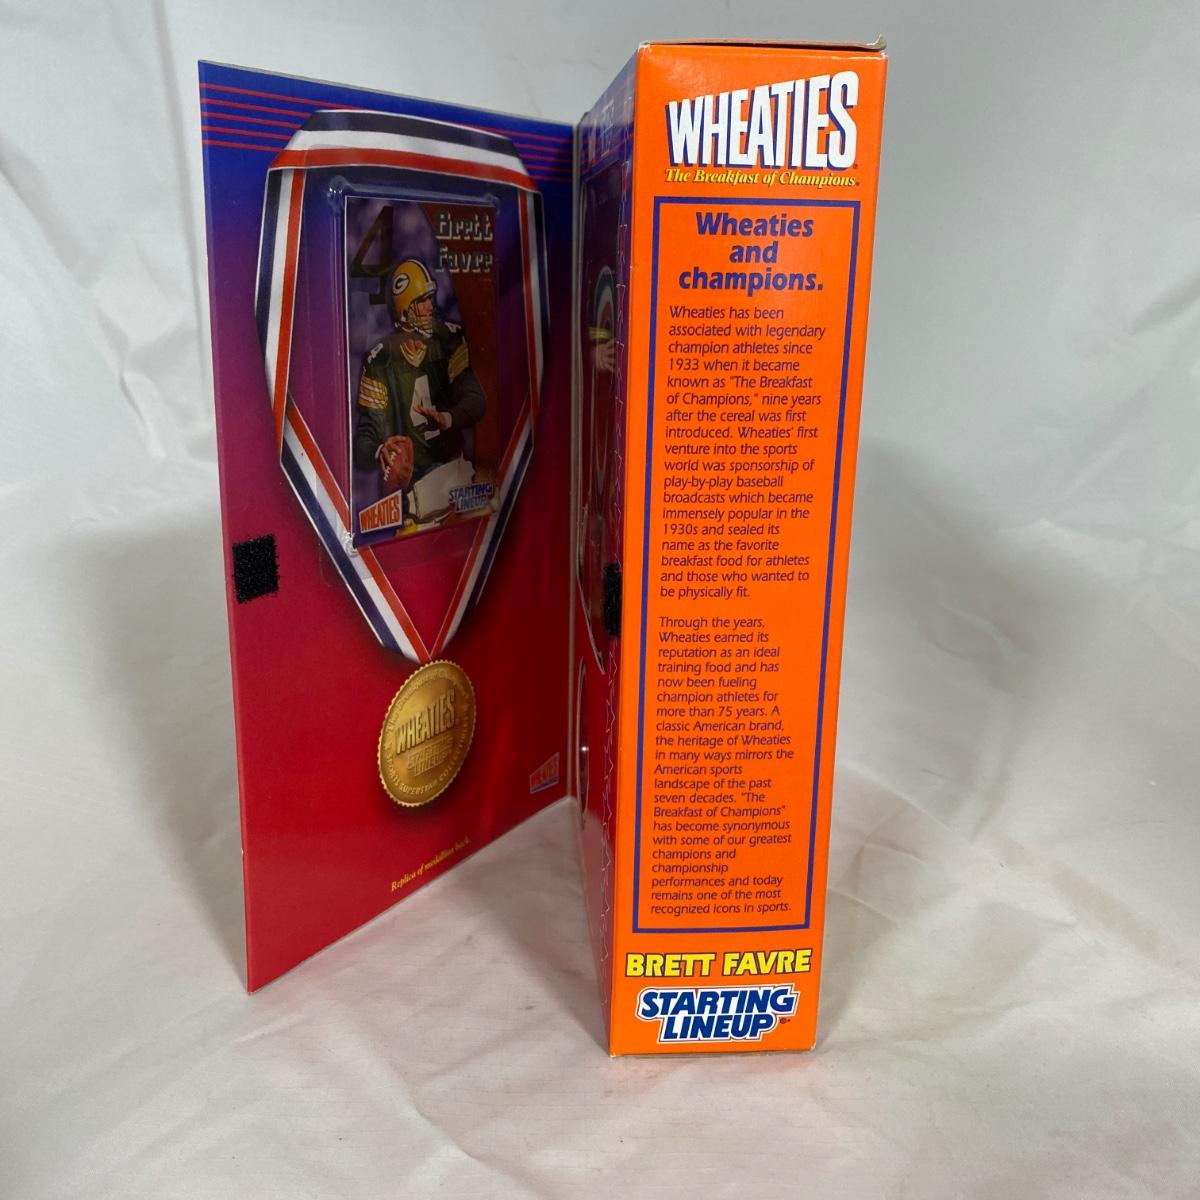 4
Brett
Favre
4
WHEATIES
STARTING
LINEUP
WHEATIES
STARTING
LINEUP
WHEATIES
Replica of medallion back.
WHEATIES
The Breakfast of Champions.
Wheaties
and
champions.
Wheaties has been
associated with legendary
champion athletes since
1933 when it became
known as "The Breakfast
of Champions," nine years
after the cereal was first
introduced. Wheaties' first
venture into the sports
world was sponsorship of
play-by-play baseball
broadcasts which became
immensely popular in the
1930s and sealed its
name as the favorite
breakfast food for athletes
and those who wanted to
be physically fit.
Through the years,
Wheaties earned its
reputation as an ideal
training food and has
now been fueling
champion athletes for
more than 75 years. A
classic American brand,
the heritage of Wheaties
in many ways mirrors the
American sports
landscape of the past
seven decades. "The
Breakfast of Champions"
has become synonymous
with some of our greatest
champions and
championship
performances and today
remains one of the most
recognized icons in sports.
BRETT FAVRE
STARTING
LINEUP